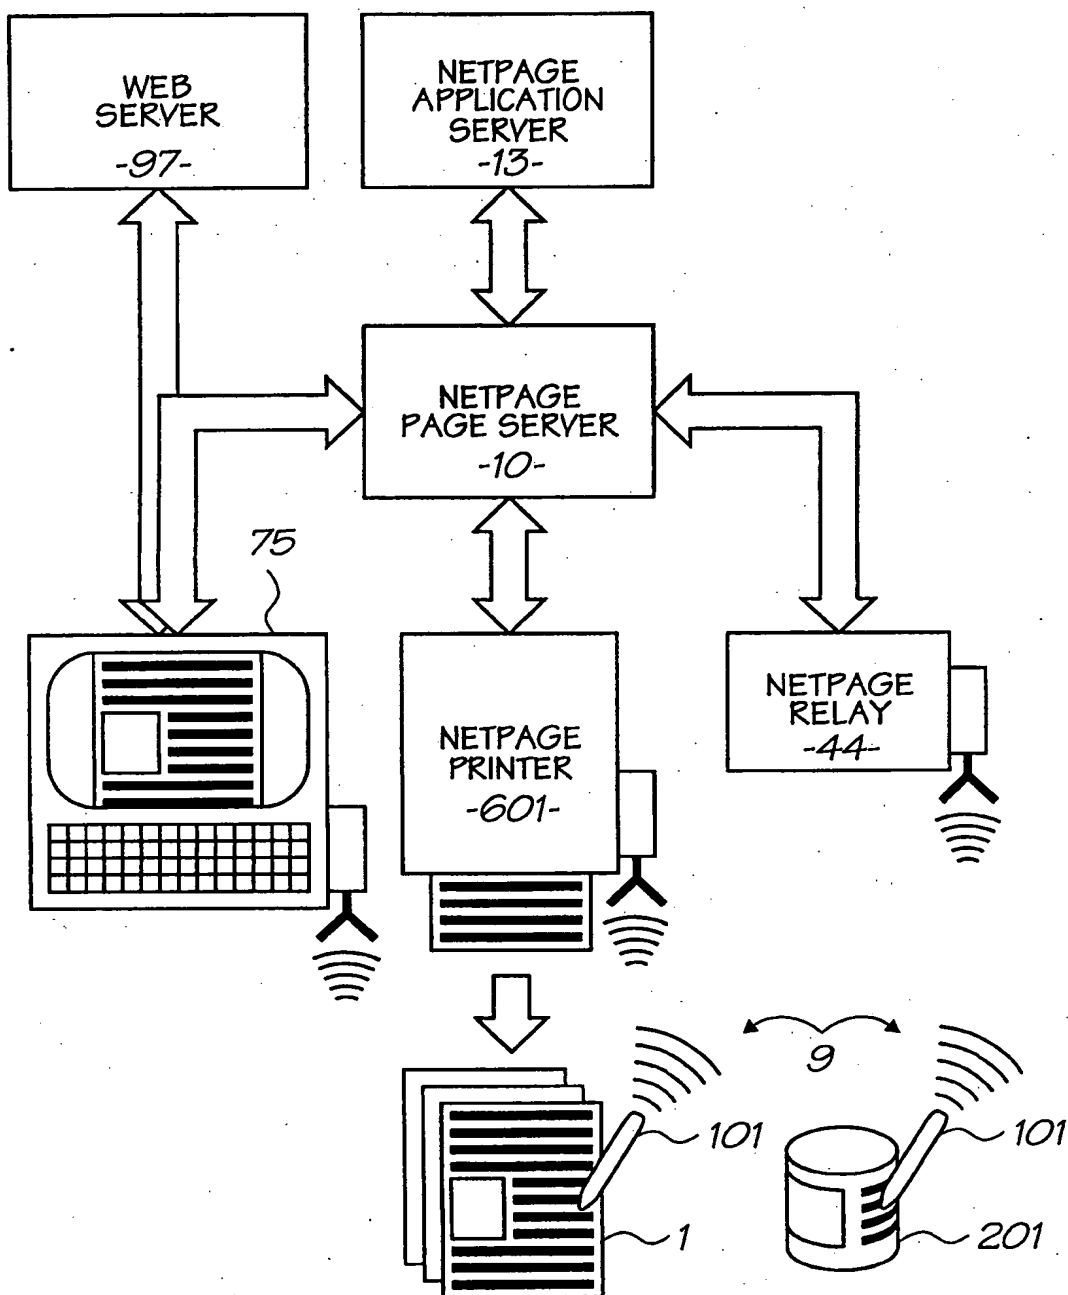 WEB
SERVER
-97-
NETPAGE
APPLICATION
SERVER
-13-
NETPAGE
PAGE SERVER
-10-
75
NETPAGE
PRINTER
-601-
NETPAGE
RELAY
-44-
9
101
101
1
201